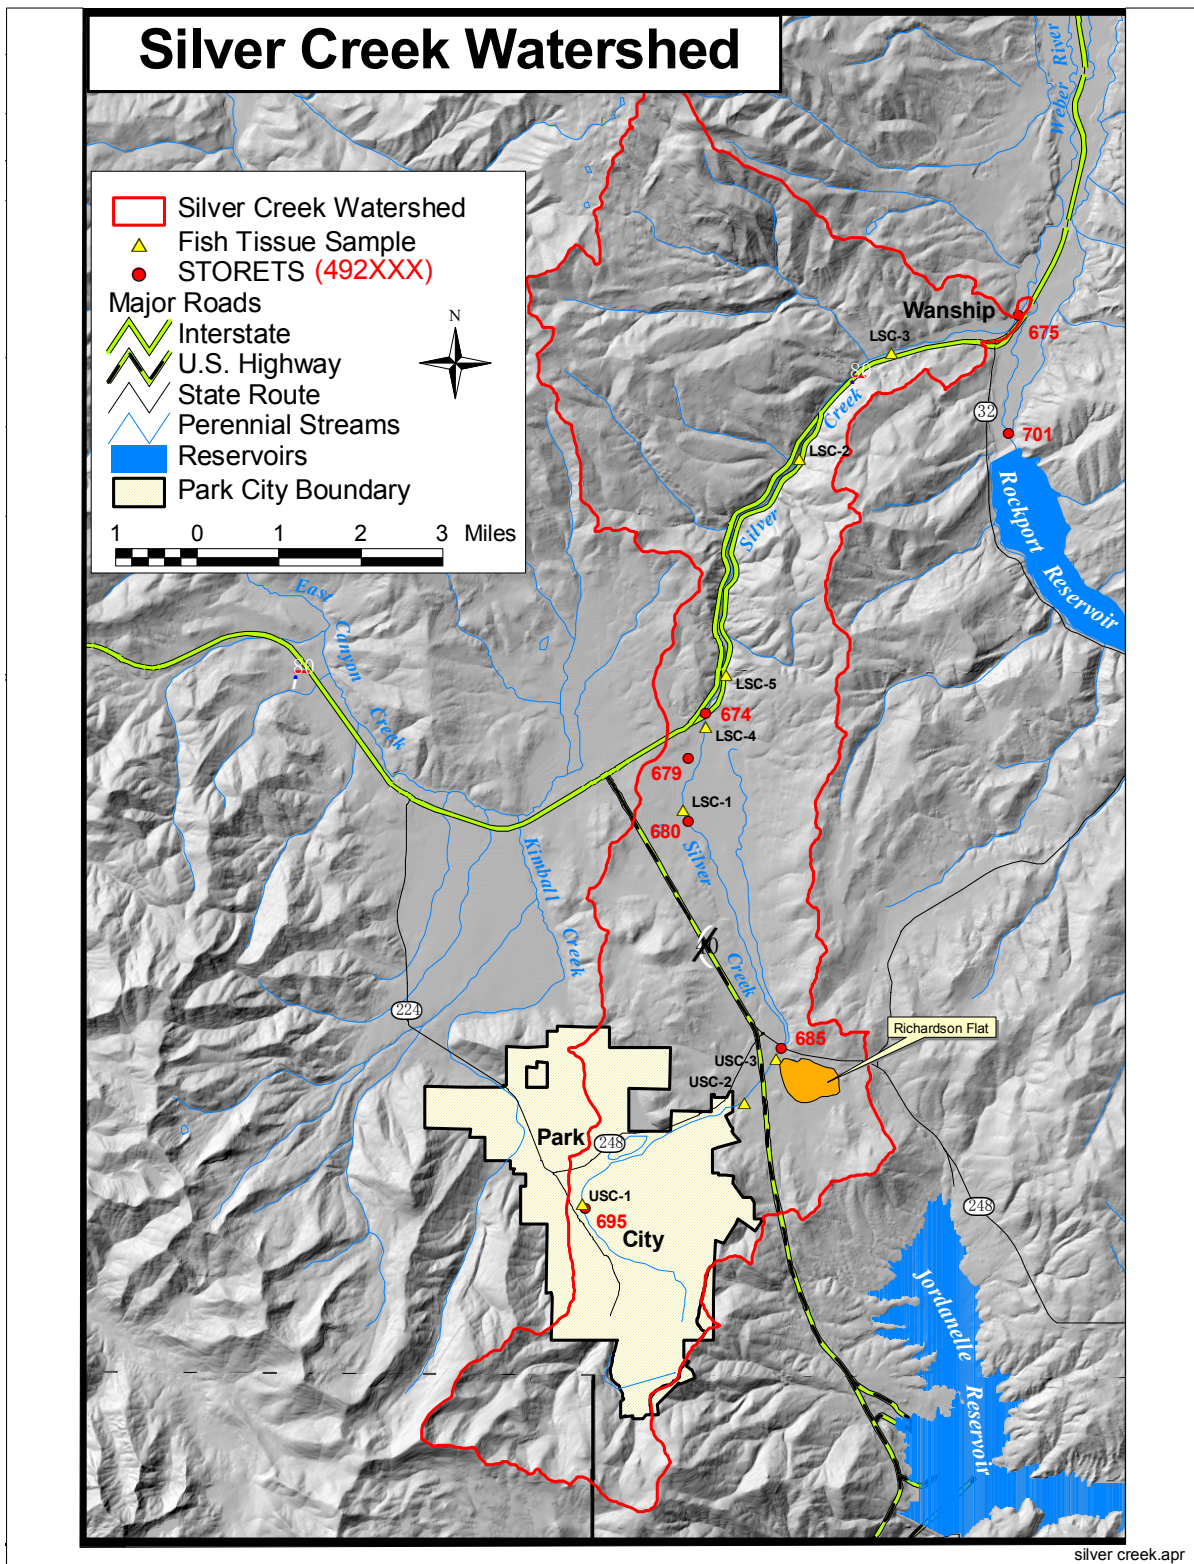 Silver Creek Watershed
Weber River
Silver Creek Watershed
Fish Tissue Sample
STORETS (492XXX)
Major Roads
Interstate
U.S. Highway
State Route
Perennial Streams
Reservoirs
Park City Boundary
1 0 1 2 3 Miles
N
Wanship
675
LSC-3
80
Creek
32
701
LSC-2
Silver
Rockport Reservoir
East Canyon Creek
80
LSC-5
674
LSC-4
679
LSC-1
680
Silver
Kimball Creek
40
Creek
224
685
Richardson Flat
USC-3
USC-2
Park
248
USC-1
695
City
248
Jordanelle Reservoir
silver creek.apr